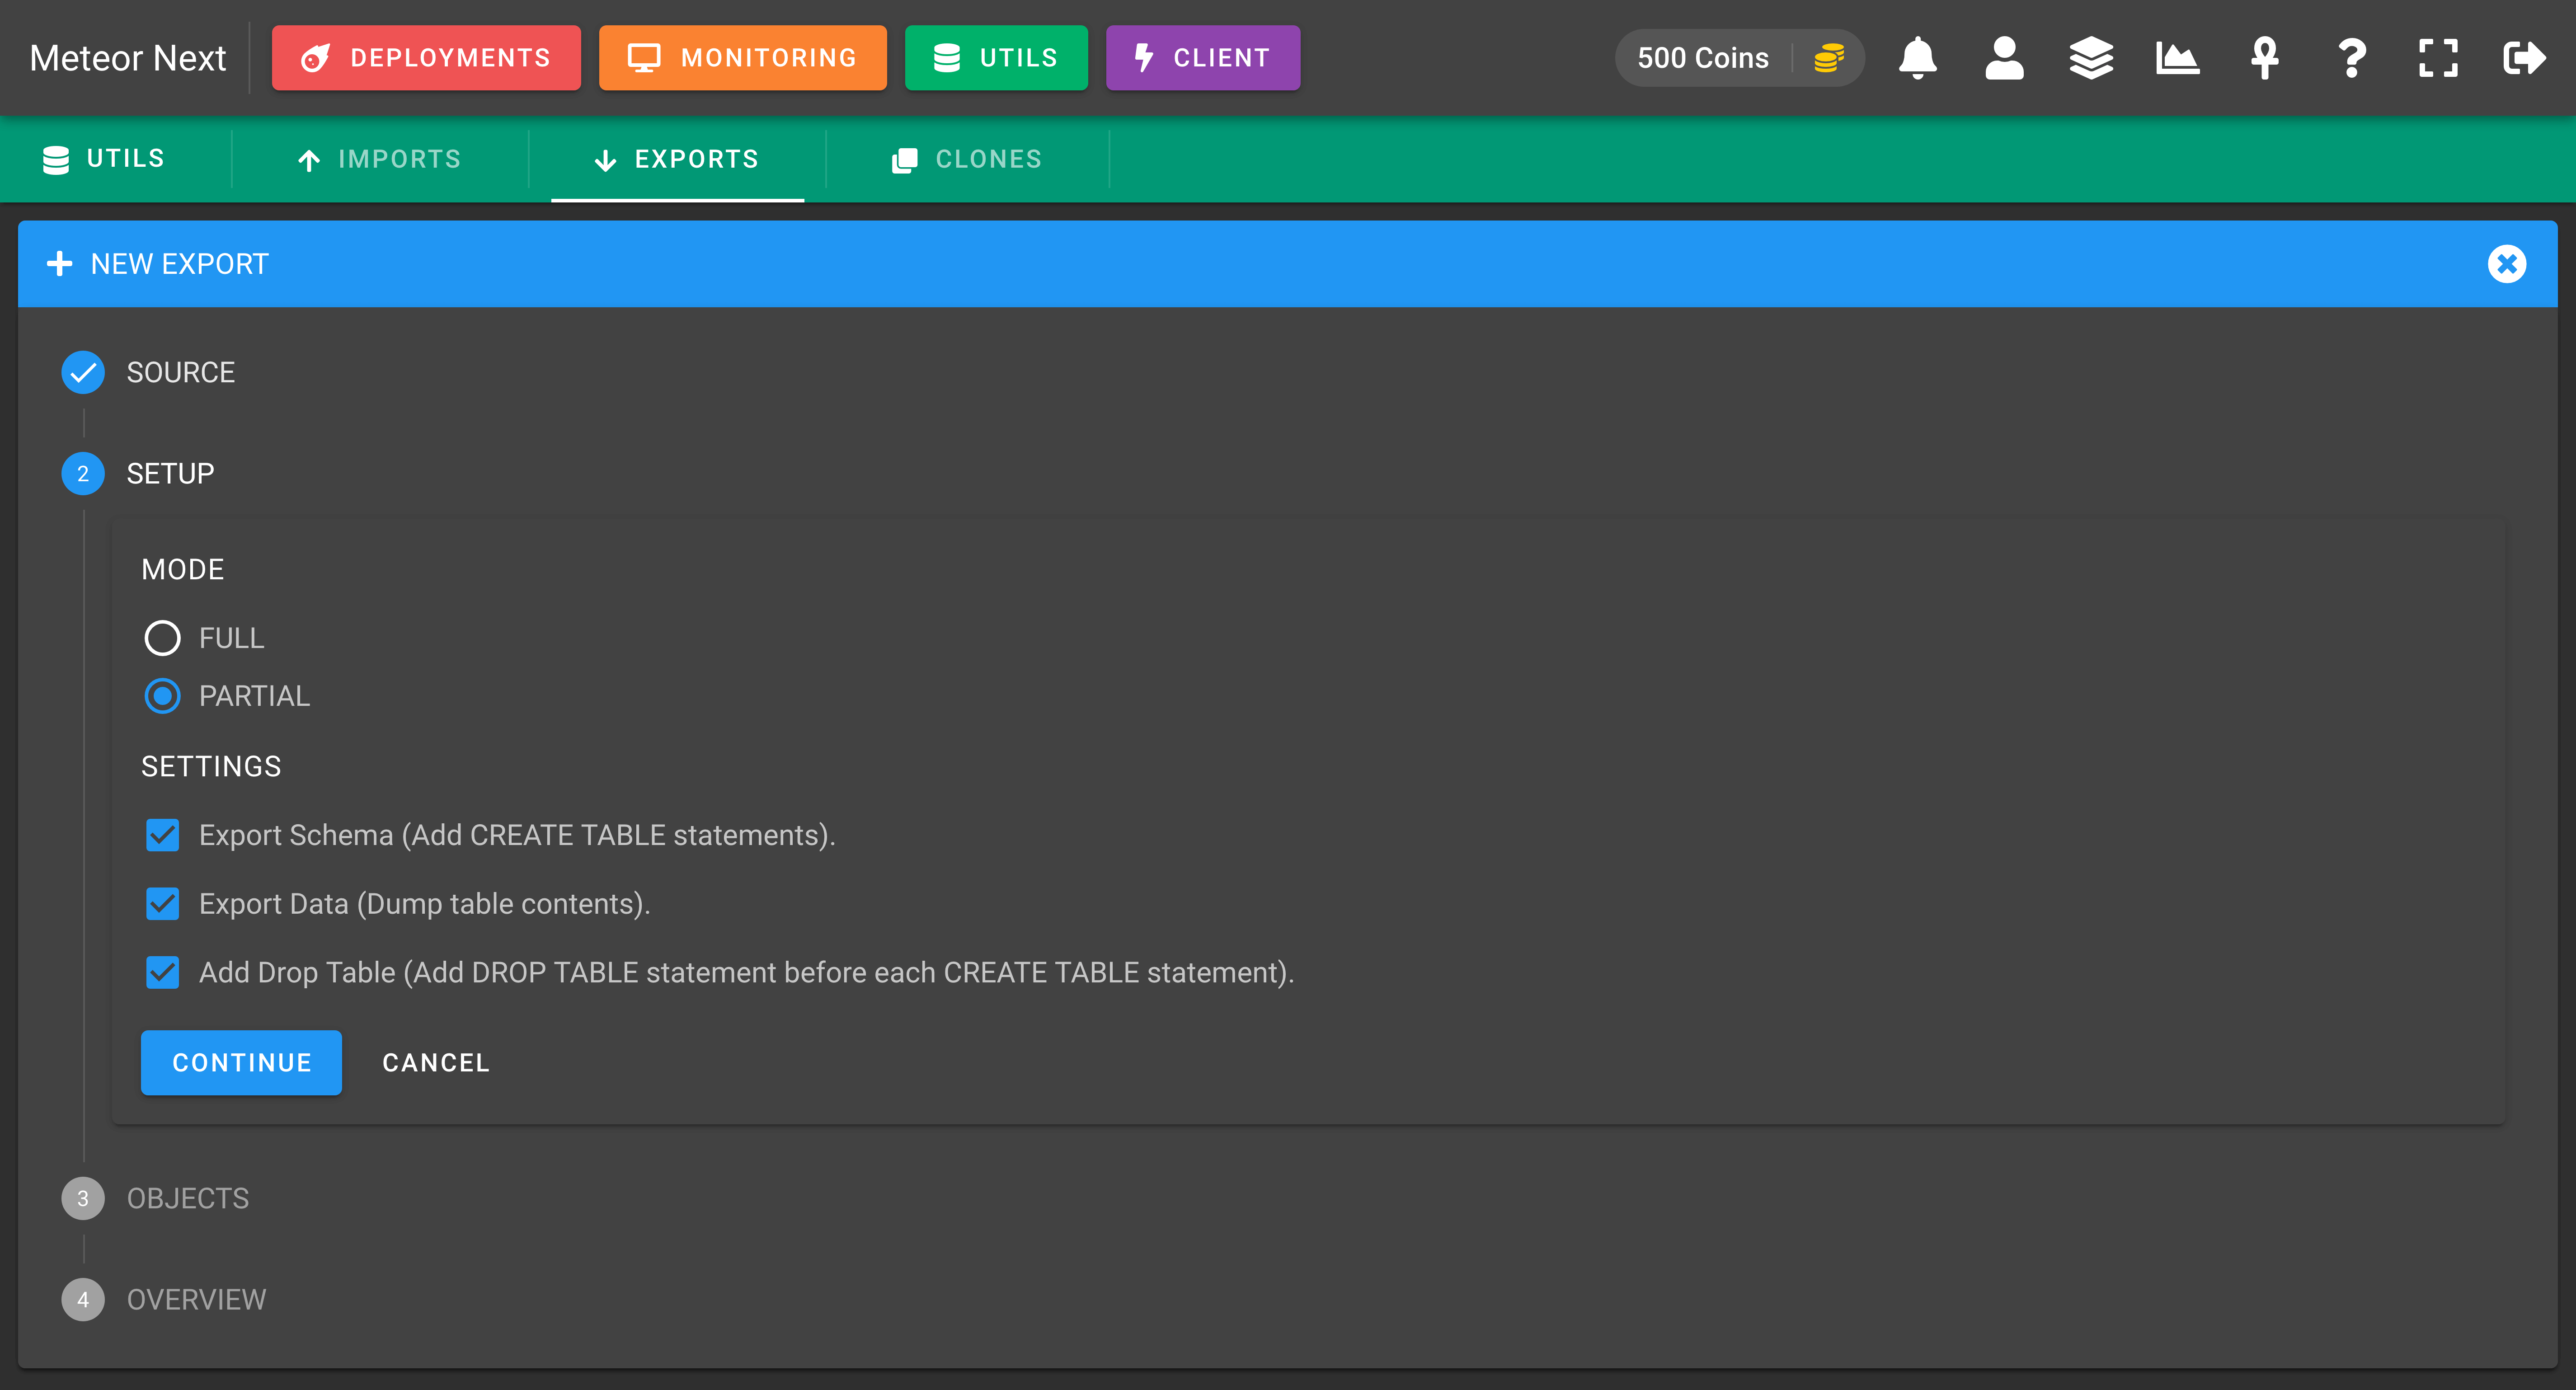 Meteor Next DEPLOYMENTS MONITORING UTILS CLIENT 500 Coins
UTILS IMPORTS EXPORTS CLONES
NEW EXPORT
SOURCE
2 SETUP
MODE
FULL
PARTIAL
SETTINGS
Export Schema (Add CREATE TABLE statements).
Export Data (Dump table contents).
Add Drop Table (Add DROP TABLE statement before each CREATE TABLE statement).
CONTINUE CANCEL
3 OBJECTS
4 OVERVIEW